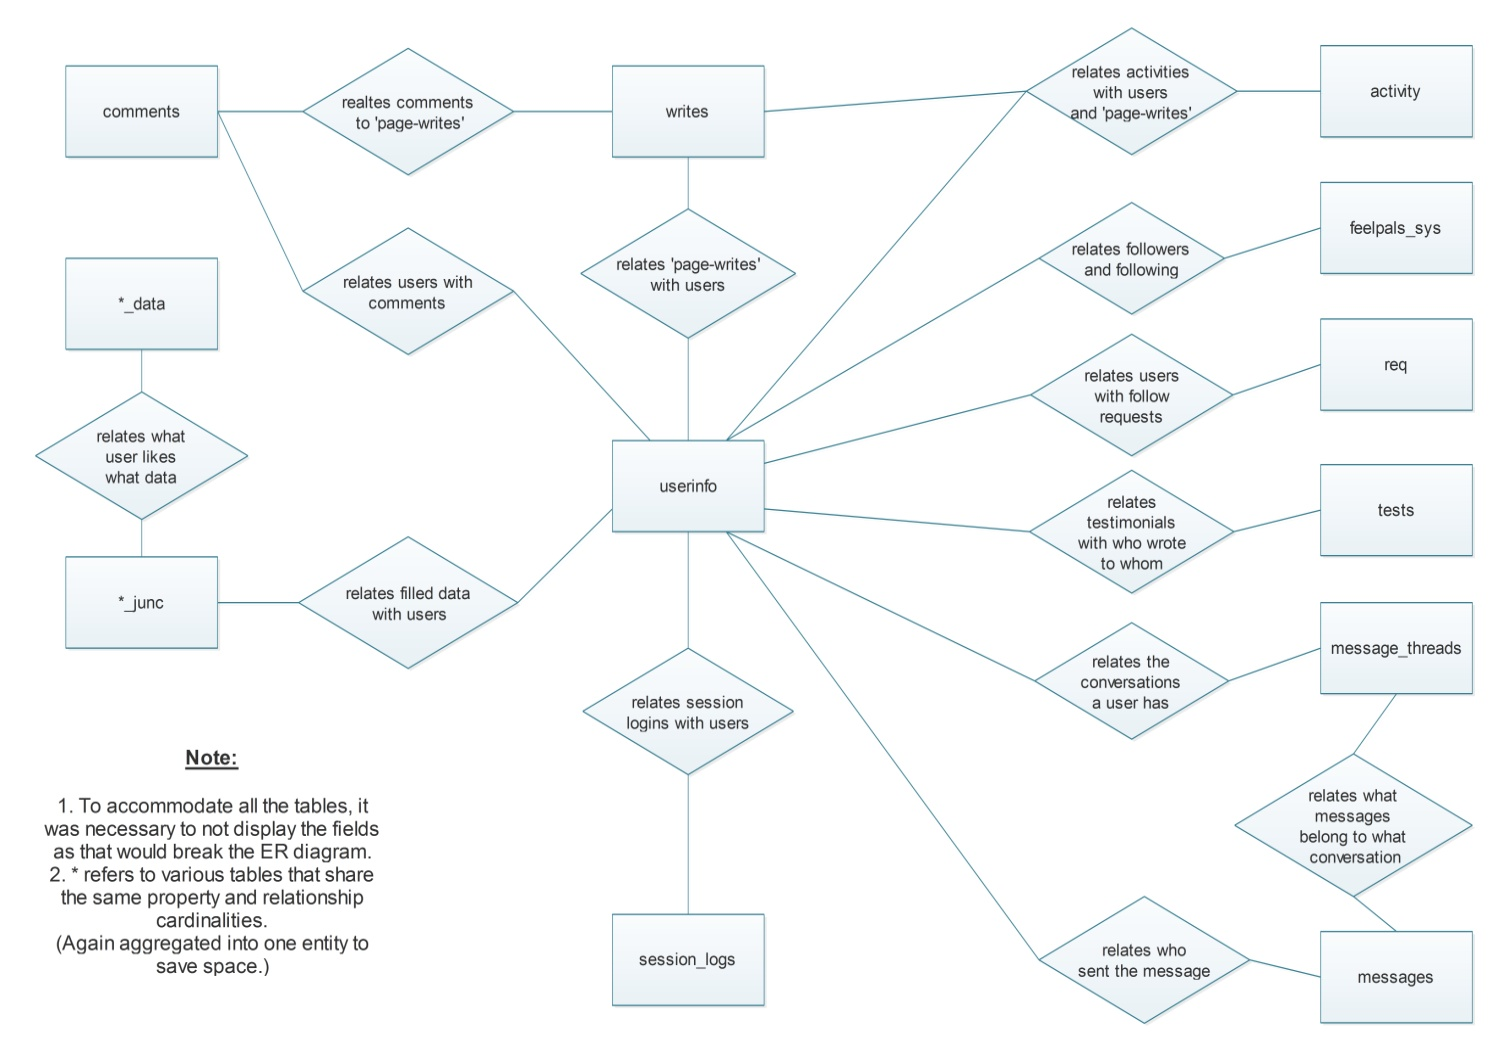 comments
realtes comments
to 'page-writes'
writes
relates activities
with users
and 'page-writes'
activity
relates users with
comments
relates 'page-writes'
with users
relates followers
and following
feelpals_sys
*_data
relates users
with follow
requests
req
relates what
user likes
what data
userinfo
relates
testimonials
with who wrote
to whom
tests
*_junc
relates filled data
with users
relates session
logins with users
relates the
conversations
a user has
message_threads
relates what
messages
belong to what
conversation
session_logs
relates who
sent the message
messages
Note:
1. To accommodate all the tables, it
was necessary to not display the fields
as that would break the ER diagram.
2. * refers to various tables that share
the same property and relationship
cardinalities.
(Again aggregated into one entity to
save space.)